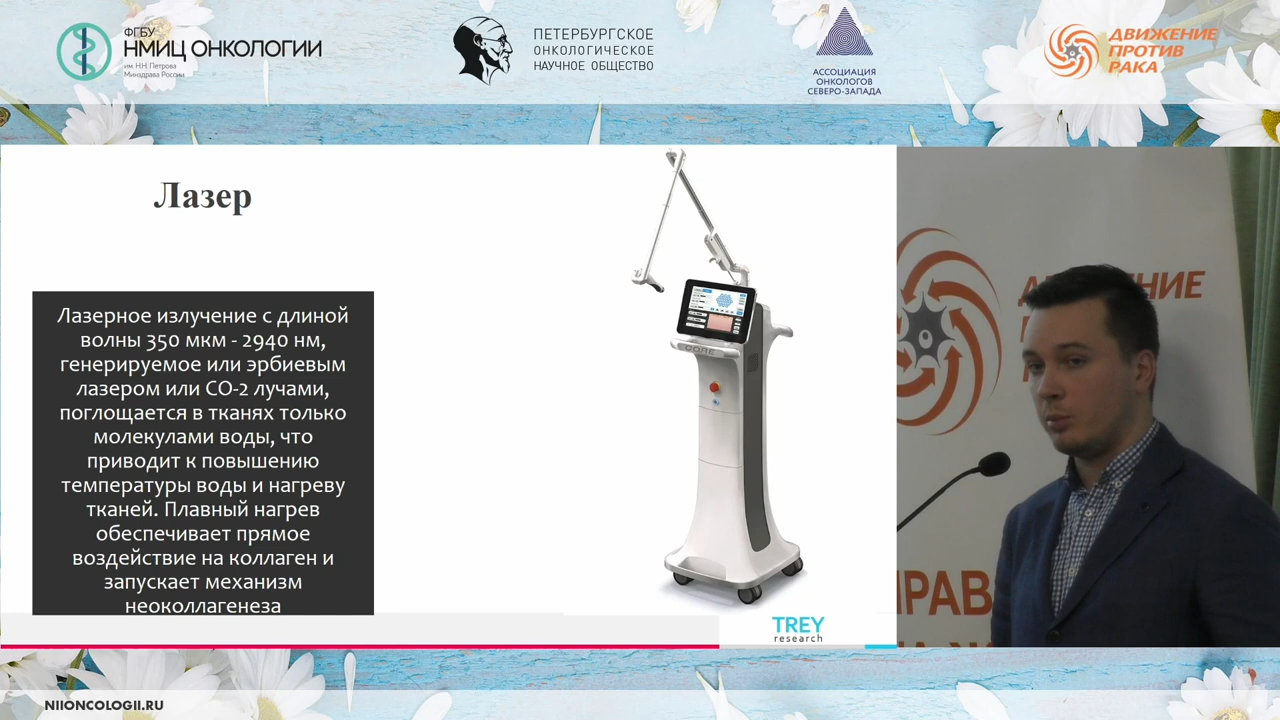 ФГБУ
НМИЦ ОНКОЛОГИИ
им. Н.Н. Петрова
Минздрава России
ПЕТЕРБУРГСКОЕ
ОНКОЛОГИЧЕСКОЕ
НАУЧНОЕ ОБЩЕСТВО
АССОЦИАЦИЯ
ОНКОЛОГОВ
СЕВЕРО-ЗАПАДА
ДВИЖЕНИЕ
ПРОТИВ
РАКА
Лазер
Лазерное излучение с длиной
волны 350 мкм - 2940 нм,
генерируемое или эрбиевым
лазером или СО-2 лучами,
поглощается в тканях только
молекулами воды, что
приводит к повышению
температуры воды и нагреву
тканей. Плавный нагрев
обеспечивает прямое
воздействие на коллаген и
запускает механизм
неоколлагенеза
CORE
TREY
research
NIIONCOLOGII.RU